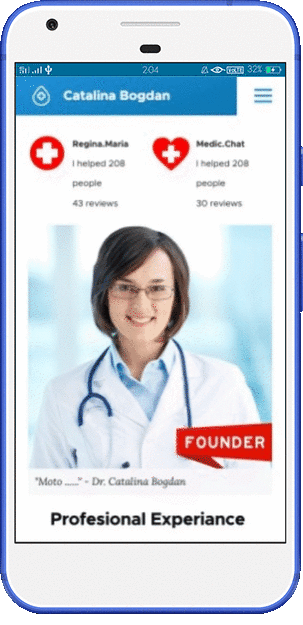 2:04
VOLTE
32%
Catalina Bogdan
Regina.Maria
I helped 208
people
43 reviews
Medic.Chat
I helped 208
people
30 reviews
FOUNDER
"Moto ....." - Dr. Catalina Bogdan
Profesional Experiance